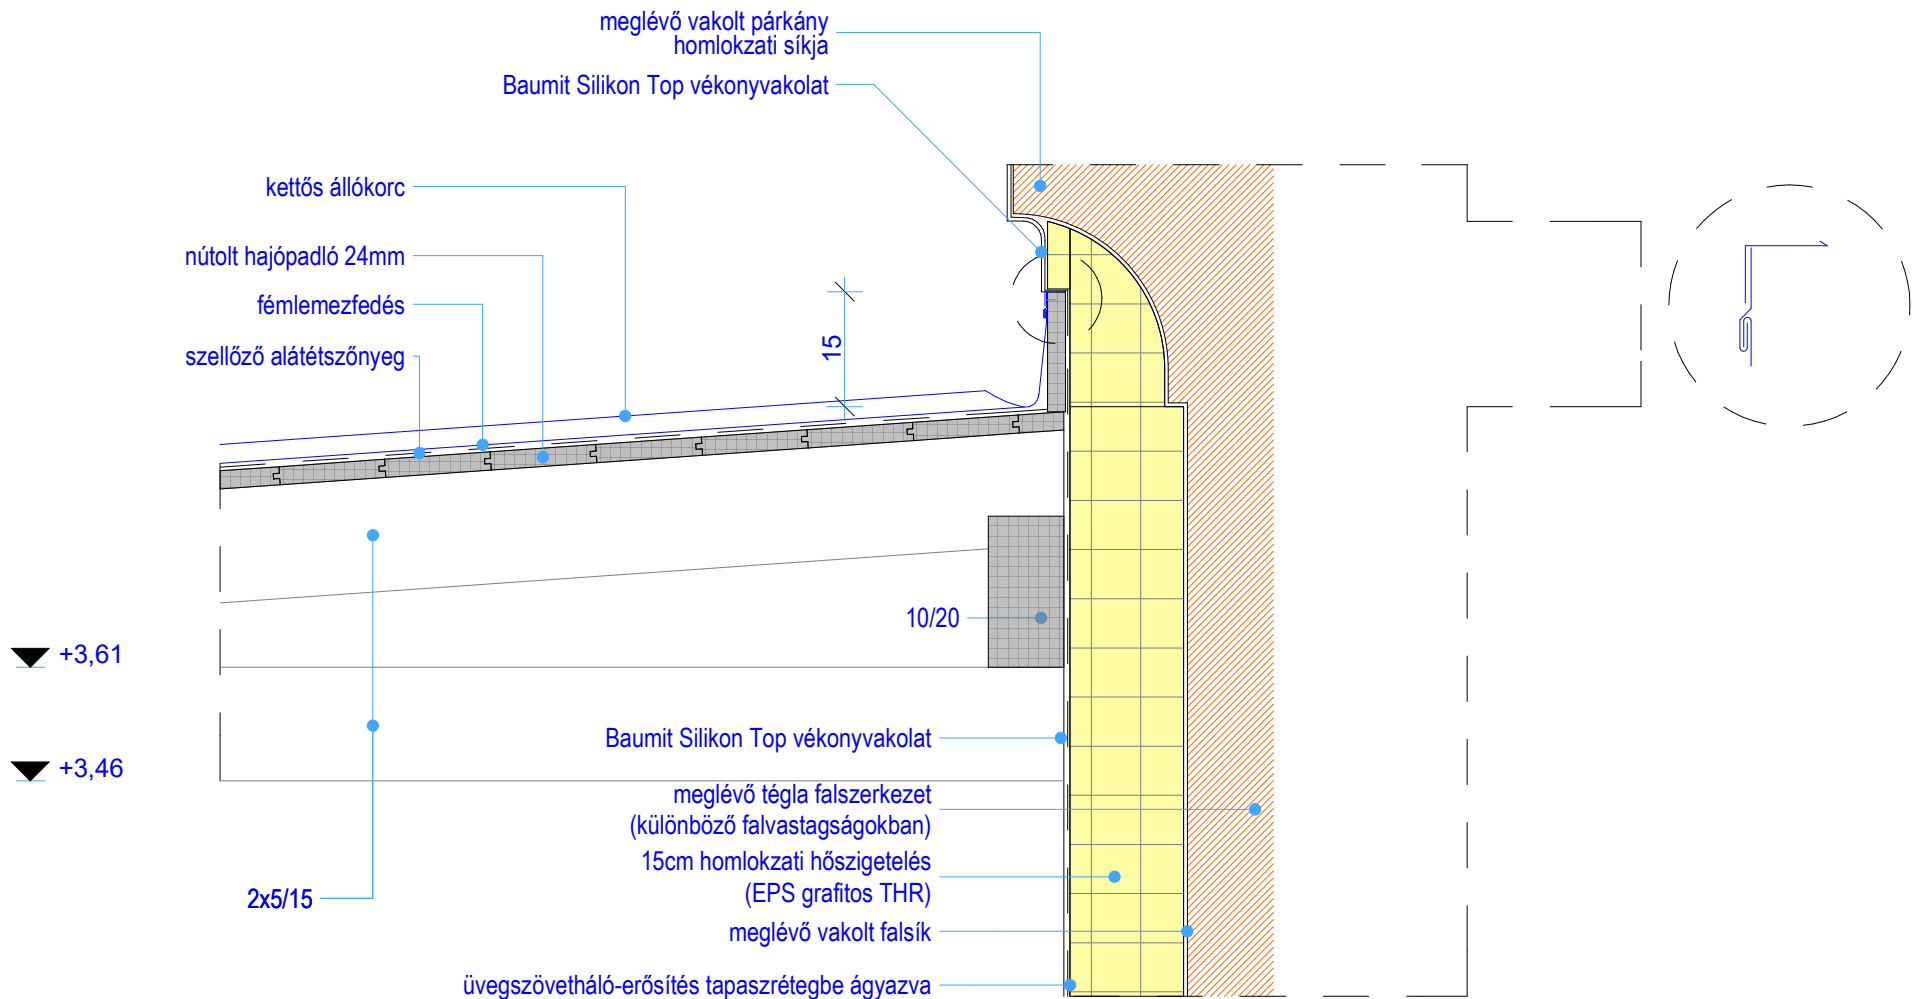 meglévő vakolt párkány
homlokzati síkja
Baumit Silikon Top vékonyvakolat
kettős állókorc
nútolt hajópadló 24mm
fémlemezfedés
szellőző alátétszőnyeg
15
10/20
+3,61
+3,46
Baumit Silikon Top vékonyvakolat
meglévő tégla falszerkezet
(különböző falvastagságokban)
15cm homlokzati hőszigetelés
(EPS grafitos THR)
2x5/15
meglévő vakolt falsík
üvegszövetháló-erősítés tapaszrétegbe ágyazva